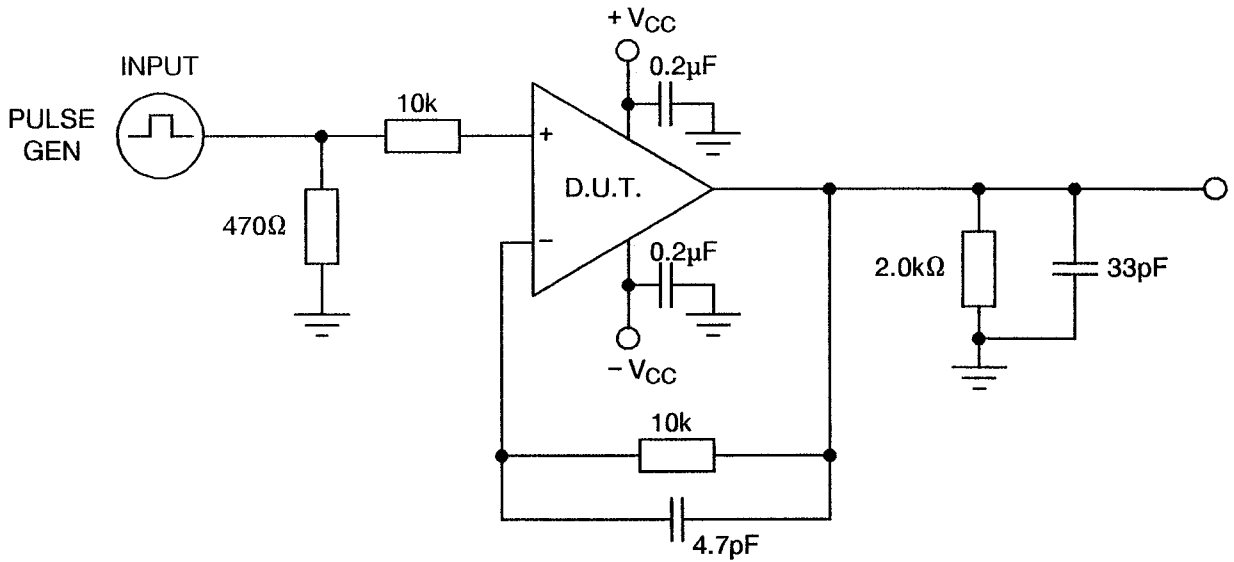 + VCC
INPUT
0.2µF
PULSE
GEN
10k
+
D.U.T.
470Ω
−
0.2µF
2.0kΩ
33pF
− VCC
10k
4.7pF